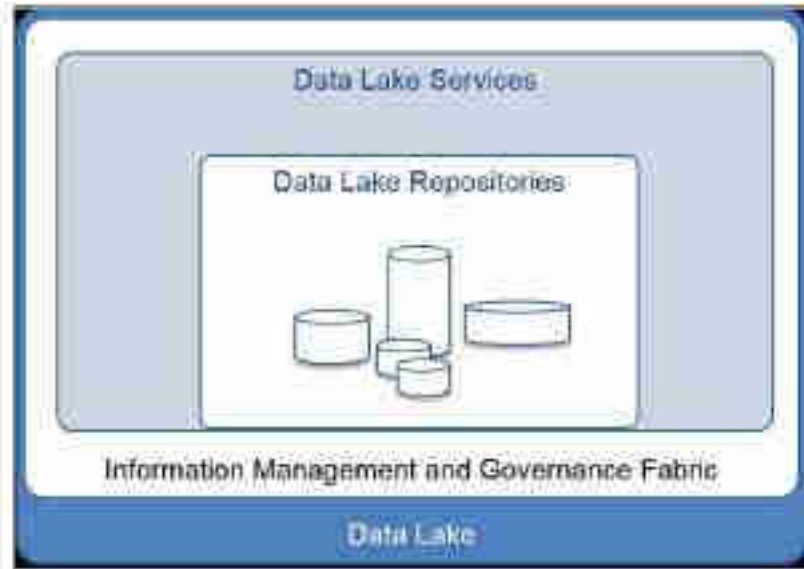 Data Lake Services
Data Lake Repositories
Information Management and Governance Fabric
Data Lake